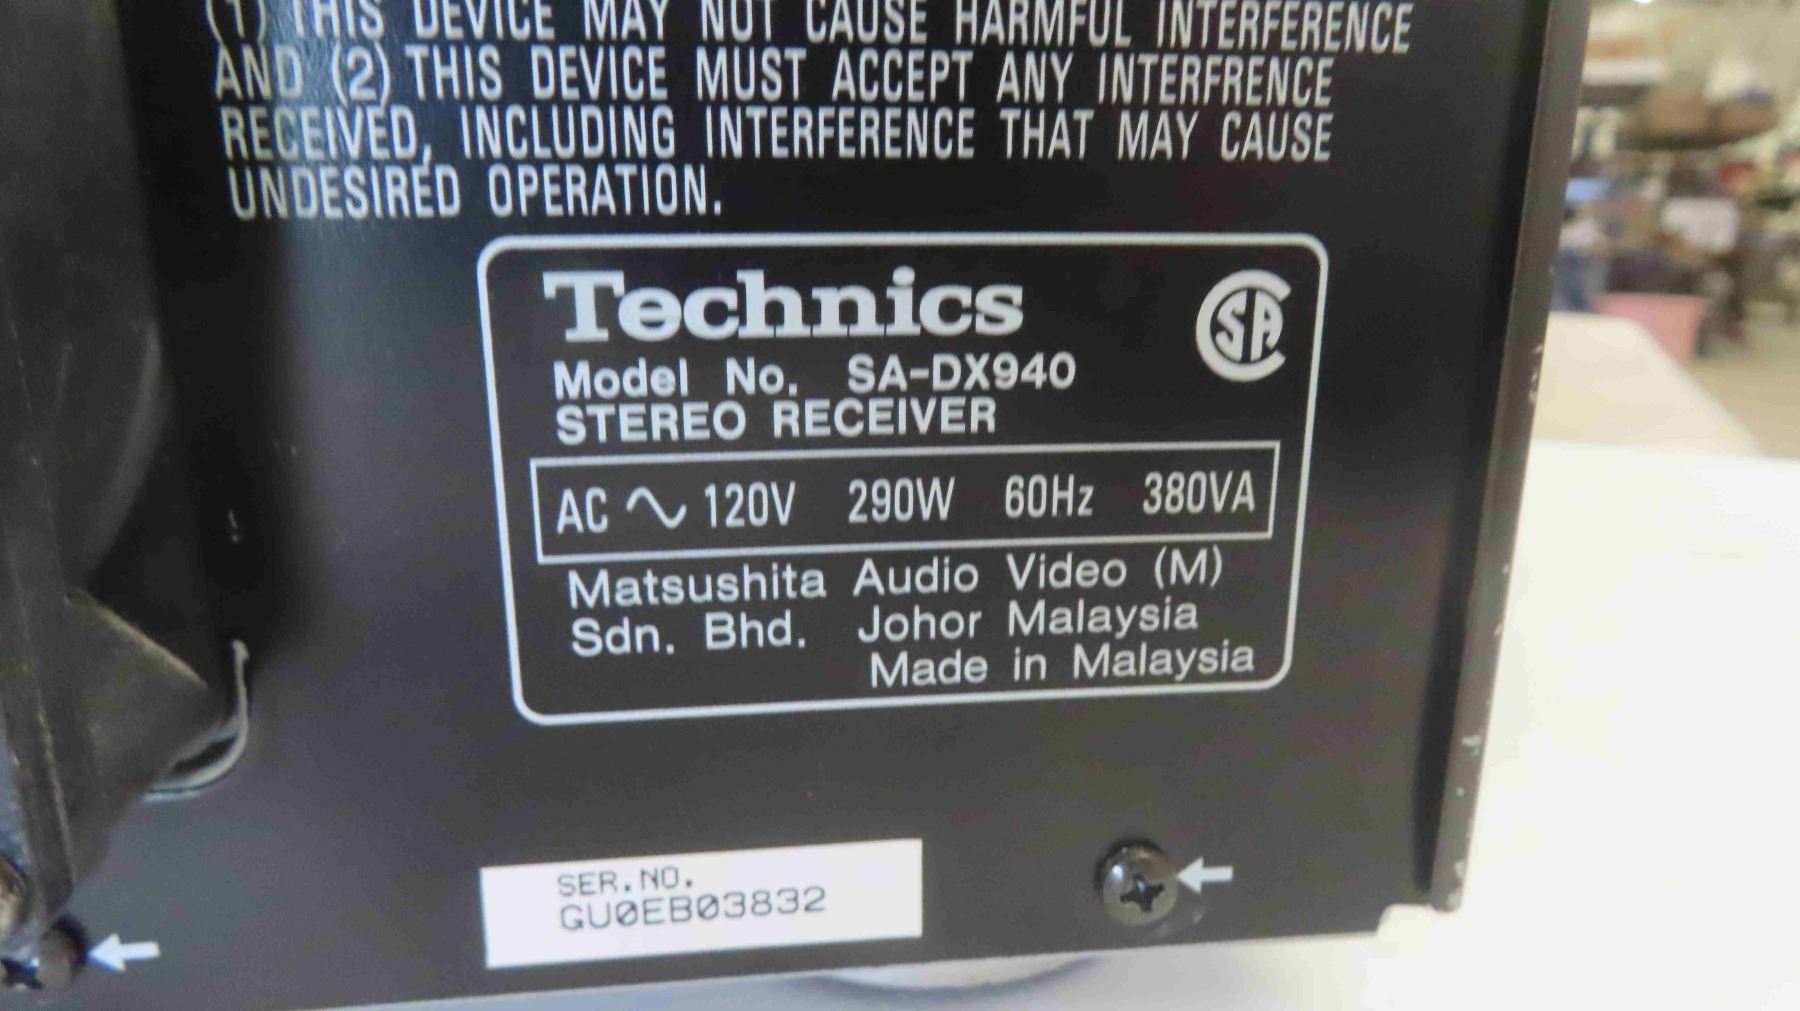 (1) THIS DEVICE MAY NOT CAUSE HARMFUL INTERFERENCE
AND (2) THIS DEVICE MUST ACCEPT ANY INTERFRENCE
RECEIVED, INCLUDING INTERFERENCE THAT MAY CAUSE
UNDESIRED OPERATION.
Technics
CSA
Model No. SA-DX940
STEREO RECEIVER
AC ∿ 120V 290W 60Hz 380VA
Matsushita Audio Video (M)
Sdn. Bhd. Johor Malaysia
Made in Malaysia
SER.NO.
GU0EB03832